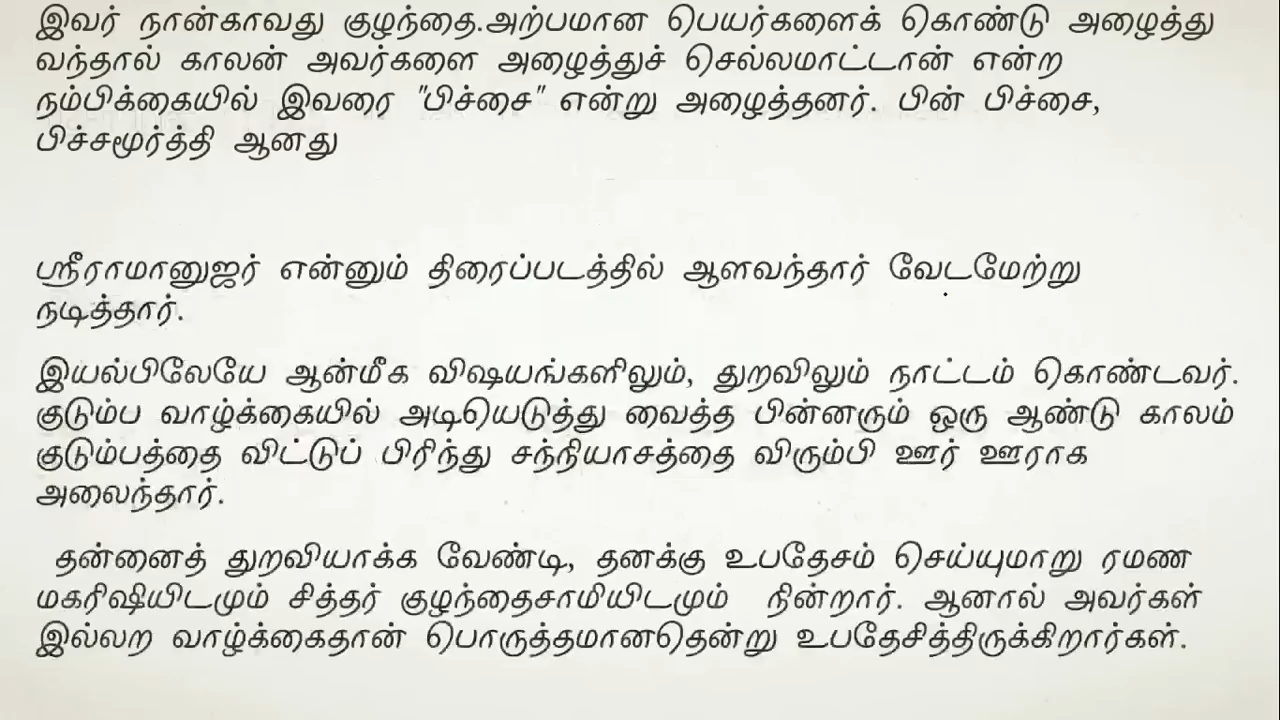 இவர் நான்காவது குழந்தை.அற்பமான பெயர்களைக் கொண்டு அழைத்து
வந்தால் காலன் அவர்களை அழைத்துச் செல்லமாட்டான் என்ற
நம்பிக்கையில் இவரை "பிச்சை" என்று அழைத்தனர். பின் பிச்சை,
பிச்சமூர்த்தி ஆனது
ஸ்ரீராமானுஜர் என்னும் திரைப்படத்தில் ஆளவந்தார் வேடமேற்று
நடித்தார்.
இயல்பிலேயே ஆன்மீக விஷயங்களிலும், துறவிலும் நாட்டம் கொண்டவர்.
குடும்ப வாழ்க்கையில் அடியெடுத்து வைத்த பின்னரும் ஒரு ஆண்டு காலம்
குடும்பத்தை விட்டுப் பிரிந்து சந்நியாசத்தை விரும்பி ஊர் ஊராக
அலைந்தார்.
தன்னைத் துறவியாக்க வேண்டி, தனக்கு உபதேசம் செய்யுமாறு ரமண
மகரிஷியிடமும் சித்தர் குழந்தைசாமியிடமும் நின்றார். ஆனால் அவர்கள்
இல்லற வாழ்க்கைதான் பொருத்தமானதென்று உபதேசித்திருக்கிறார்கள்.